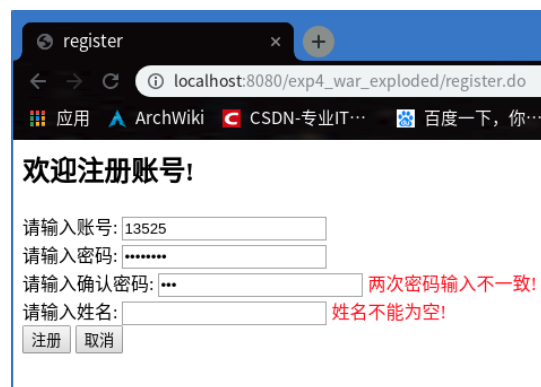 register
localhost:8080/exp4_war_exploded/register.do
应用 ArchWiki CSDN-专业IT… 百度一下，你…
欢迎注册账号!
请输入账号: 13525
请输入密码: ••••••••
请输入确认密码: ••• 两次密码输入不一致!
请输入姓名: 姓名不能为空!
注册 取消